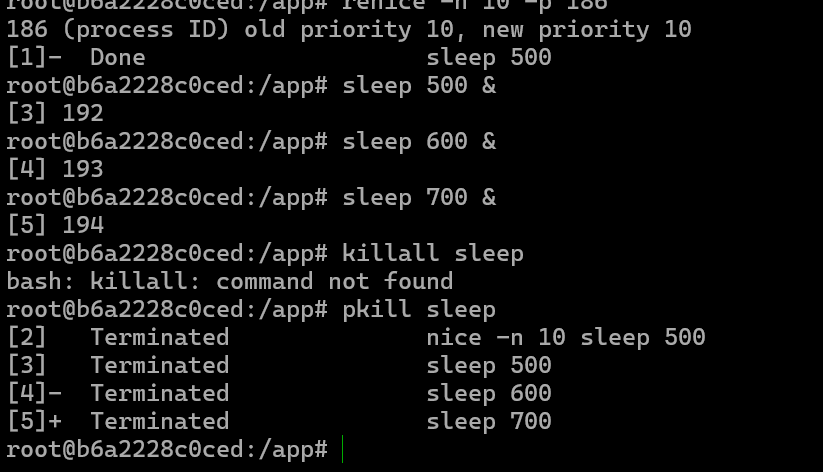 root@b6a2228c0ced:/app# renice -n 10 -p 186
186 (process ID) old priority 10, new priority 10
[1]-  Done                    sleep 500
root@b6a2228c0ced:/app# sleep 500 &
[3] 192
root@b6a2228c0ced:/app# sleep 600 &
[4] 193
root@b6a2228c0ced:/app# sleep 700 &
[5] 194
root@b6a2228c0ced:/app# killall sleep
bash: killall: command not found
root@b6a2228c0ced:/app# pkill sleep
[2]   Terminated              nice -n 10 sleep 500
[3]   Terminated              sleep 500
[4]-  Terminated              sleep 600
[5]+  Terminated              sleep 700
root@b6a2228c0ced:/app#